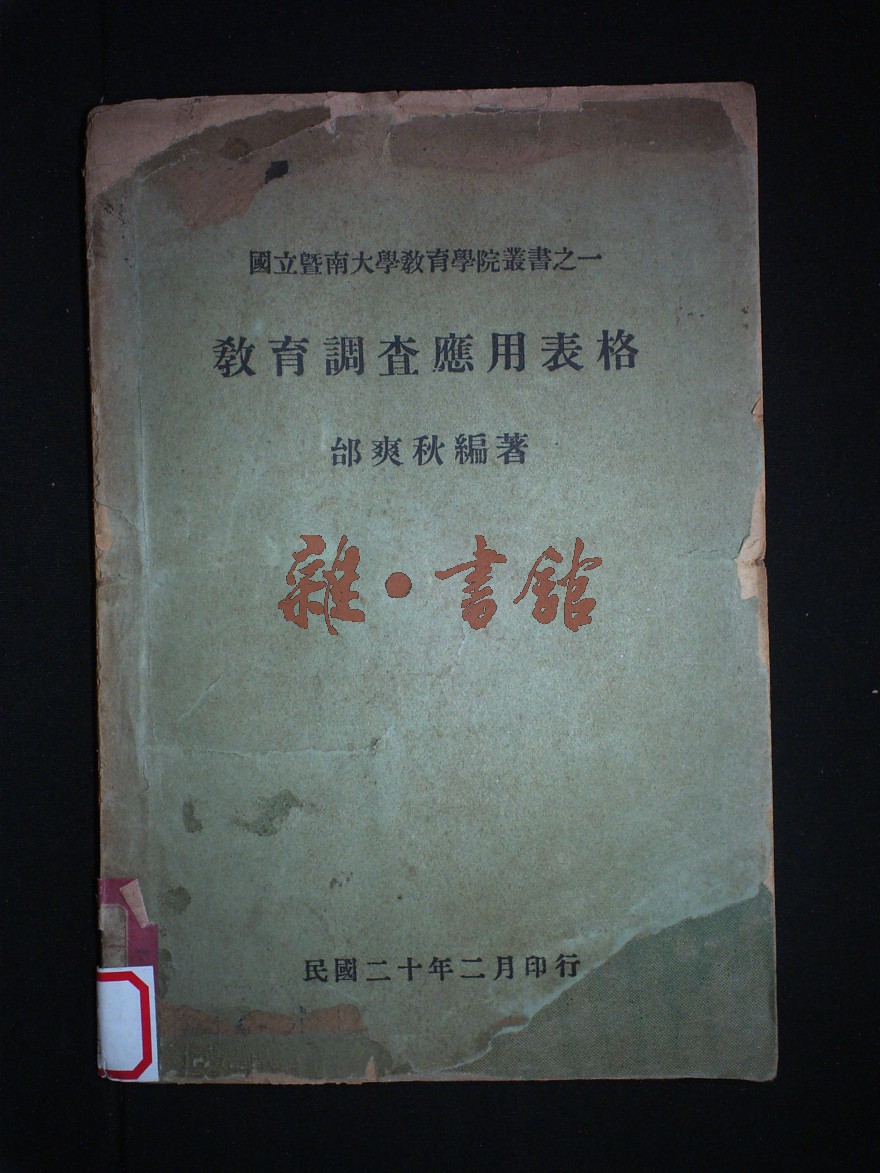 國立暨南大學教育學院叢書之一
教育調查應用表格
邰爽秋編著
雜·書館
民國二十年二月印行